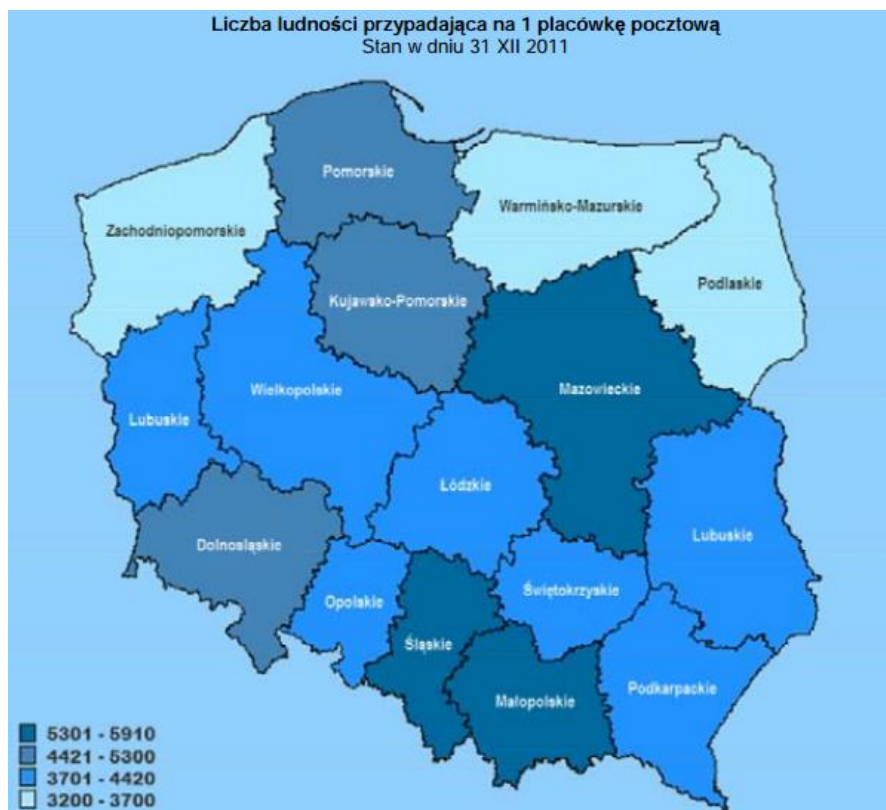 Liczba ludności przypadająca na 1 placówkę pocztową
Stan w dniu 31 XII 2011
Pomorskie
Warmińsko-Mazurskie
Zachodniopomorskie
Podlaskie
Kujawsko-Pomorskie
Mazowieckie
Wielkopolskie
Lubuskie
Łódzkie
Lubuskie
Dolnośląskie
Świętokrzyskie
Opolskie
Śląskie
Podkarpackie
Małopolskie
5301 - 5910
4421 - 5300
3701 - 4420
3200 - 3700